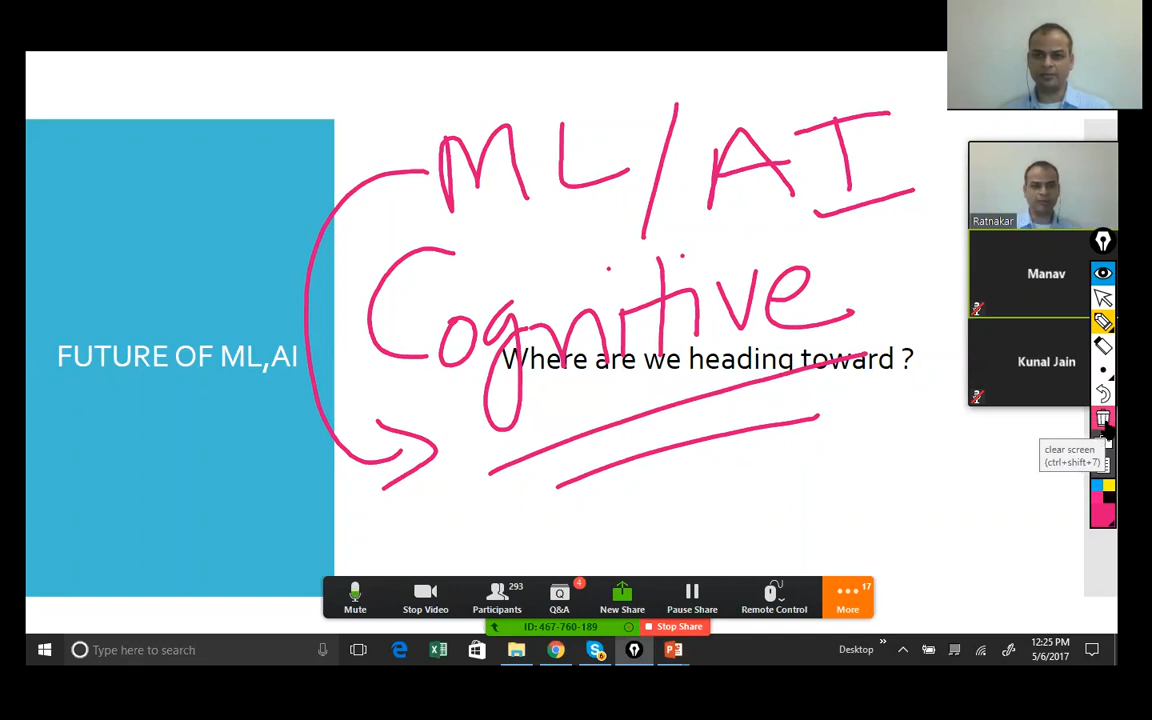 ML/AI
Cognitive
FUTURE OF ML,AI
Where are we heading toward ?
Ratnakar
Manav
Kunal Jain
clear screen
(ctrl+shift+7)
293
4
17
Q
Mute
Stop Video
Participants
Q&A
New Share
Pause Share
Remote Control
More
ID: 467-760-189
Stop Share
Type here to search
Desktop
12:25 PM
5/6/2017